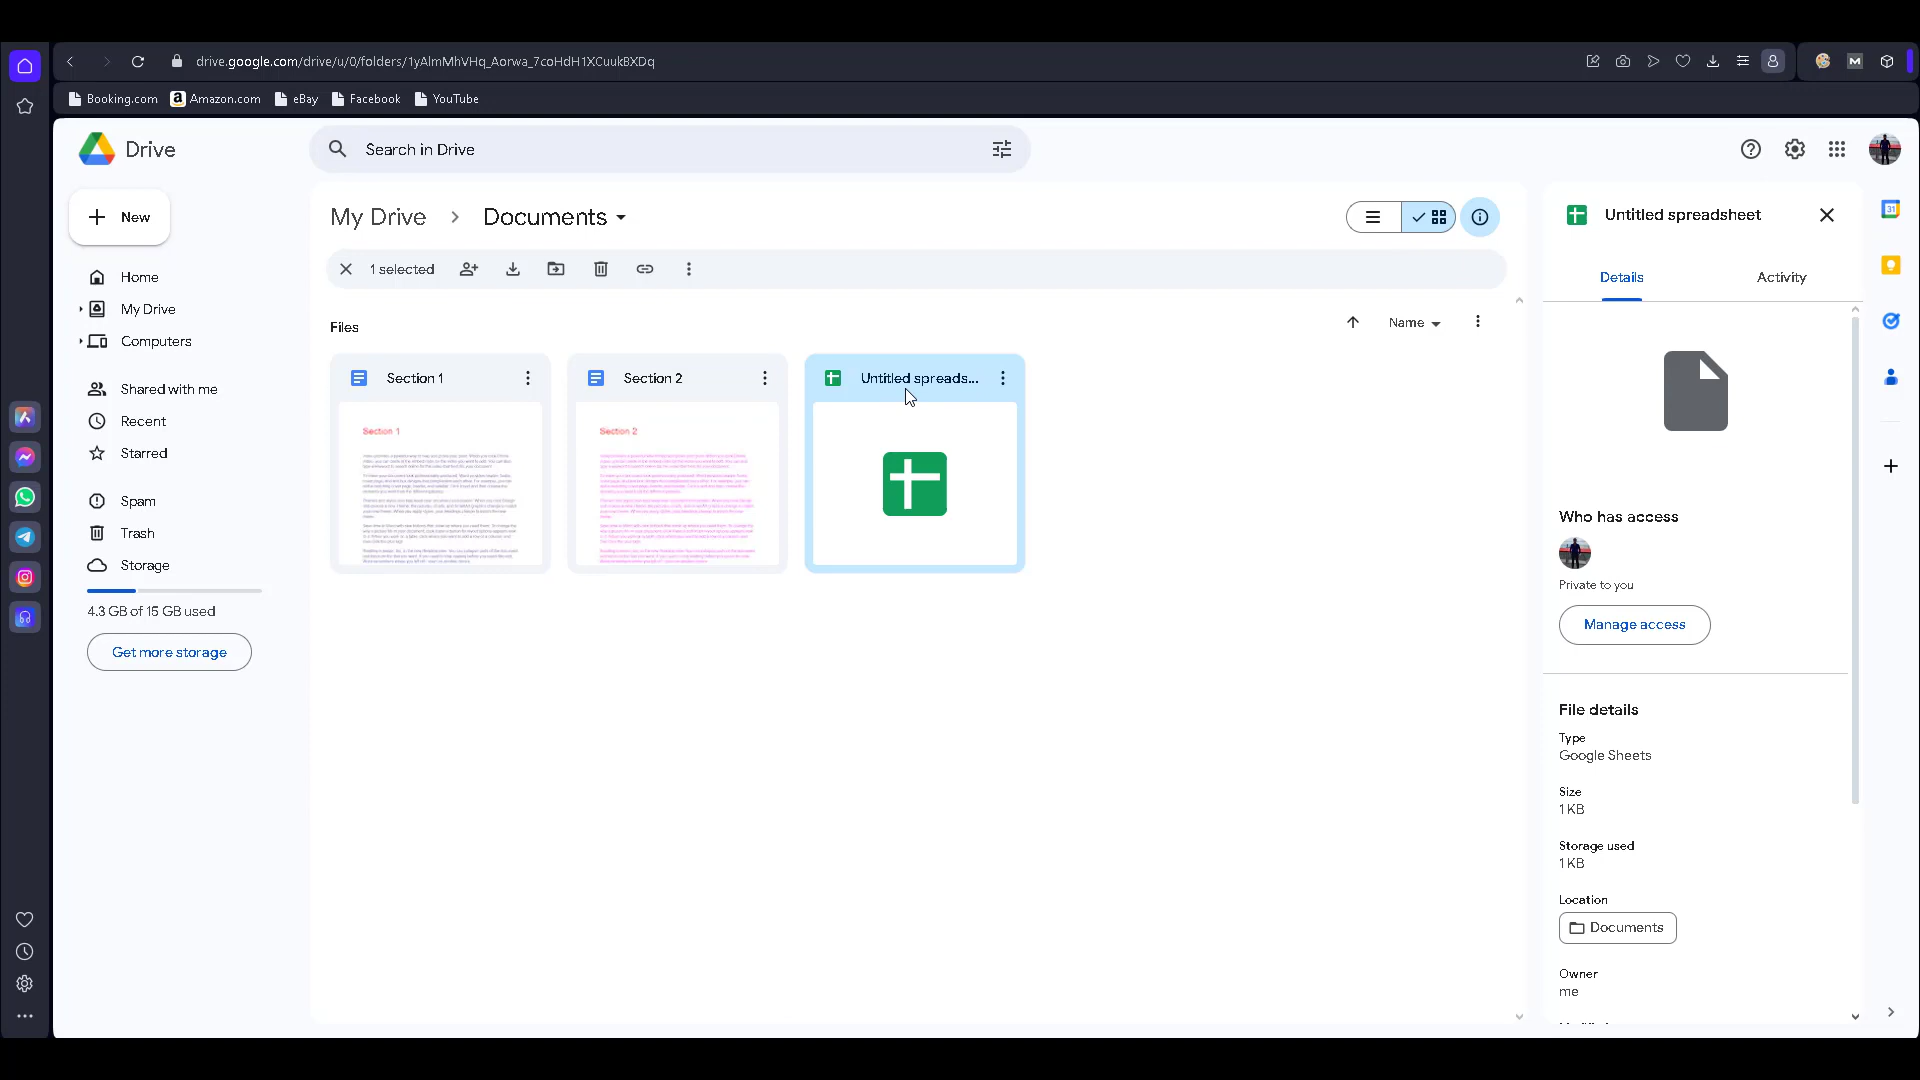 drive.google.com/drive/u/0/folders/1yAlmMhVHq_Aorwa_7coHdH1XCuukBXDq
Booking.com
Amazon.com
eBay
Facebook
YouTube
Drive
Search in Drive
New
Home
My Drive
Computers
Shared with me
Recent
Starred
Spam
Trash
Storage
4.3 GB of 15 GB used
Get more storage
My Drive
Documents
1 selected
Files
Name
Section 1
Section 2
Untitled spreads...
Section 1
Section 2
Untitled spreadsheet
Details
Activity
Who has access
Private to you
Manage access
File details
Type
Google Sheets
Size
1 KB
Storage used
1 KB
Location
Documents
Owner
me
31